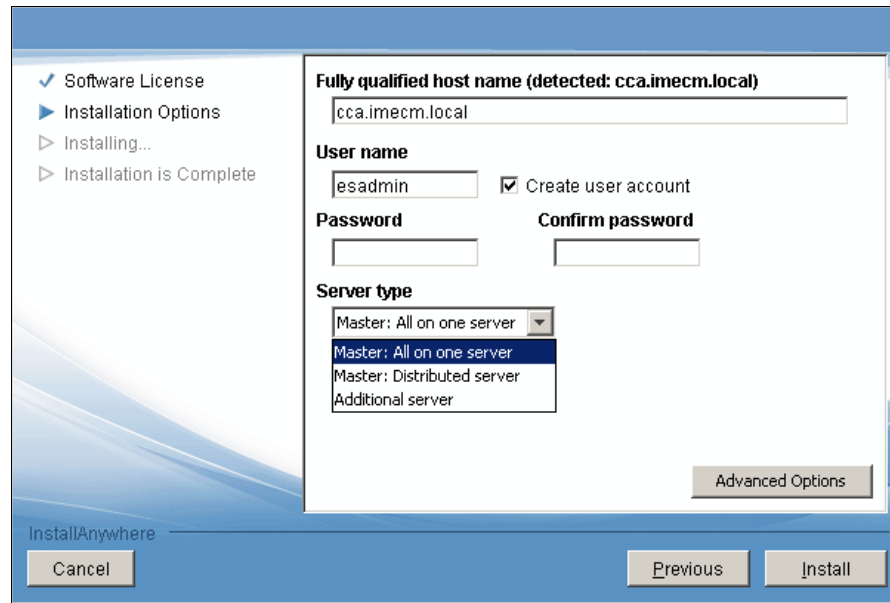 Software License
Installation Options
Installing...
Installation is Complete
Fully qualified host name (detected: cca.imecm.local)
cca.imecm.local
User name
esadmin Create user account
Password Confirm password
Server type
Master: All on one server
Master: All on one server
Master: Distributed server
Additional server
Advanced Options
InstallAnywhere
Cancel Previous Install